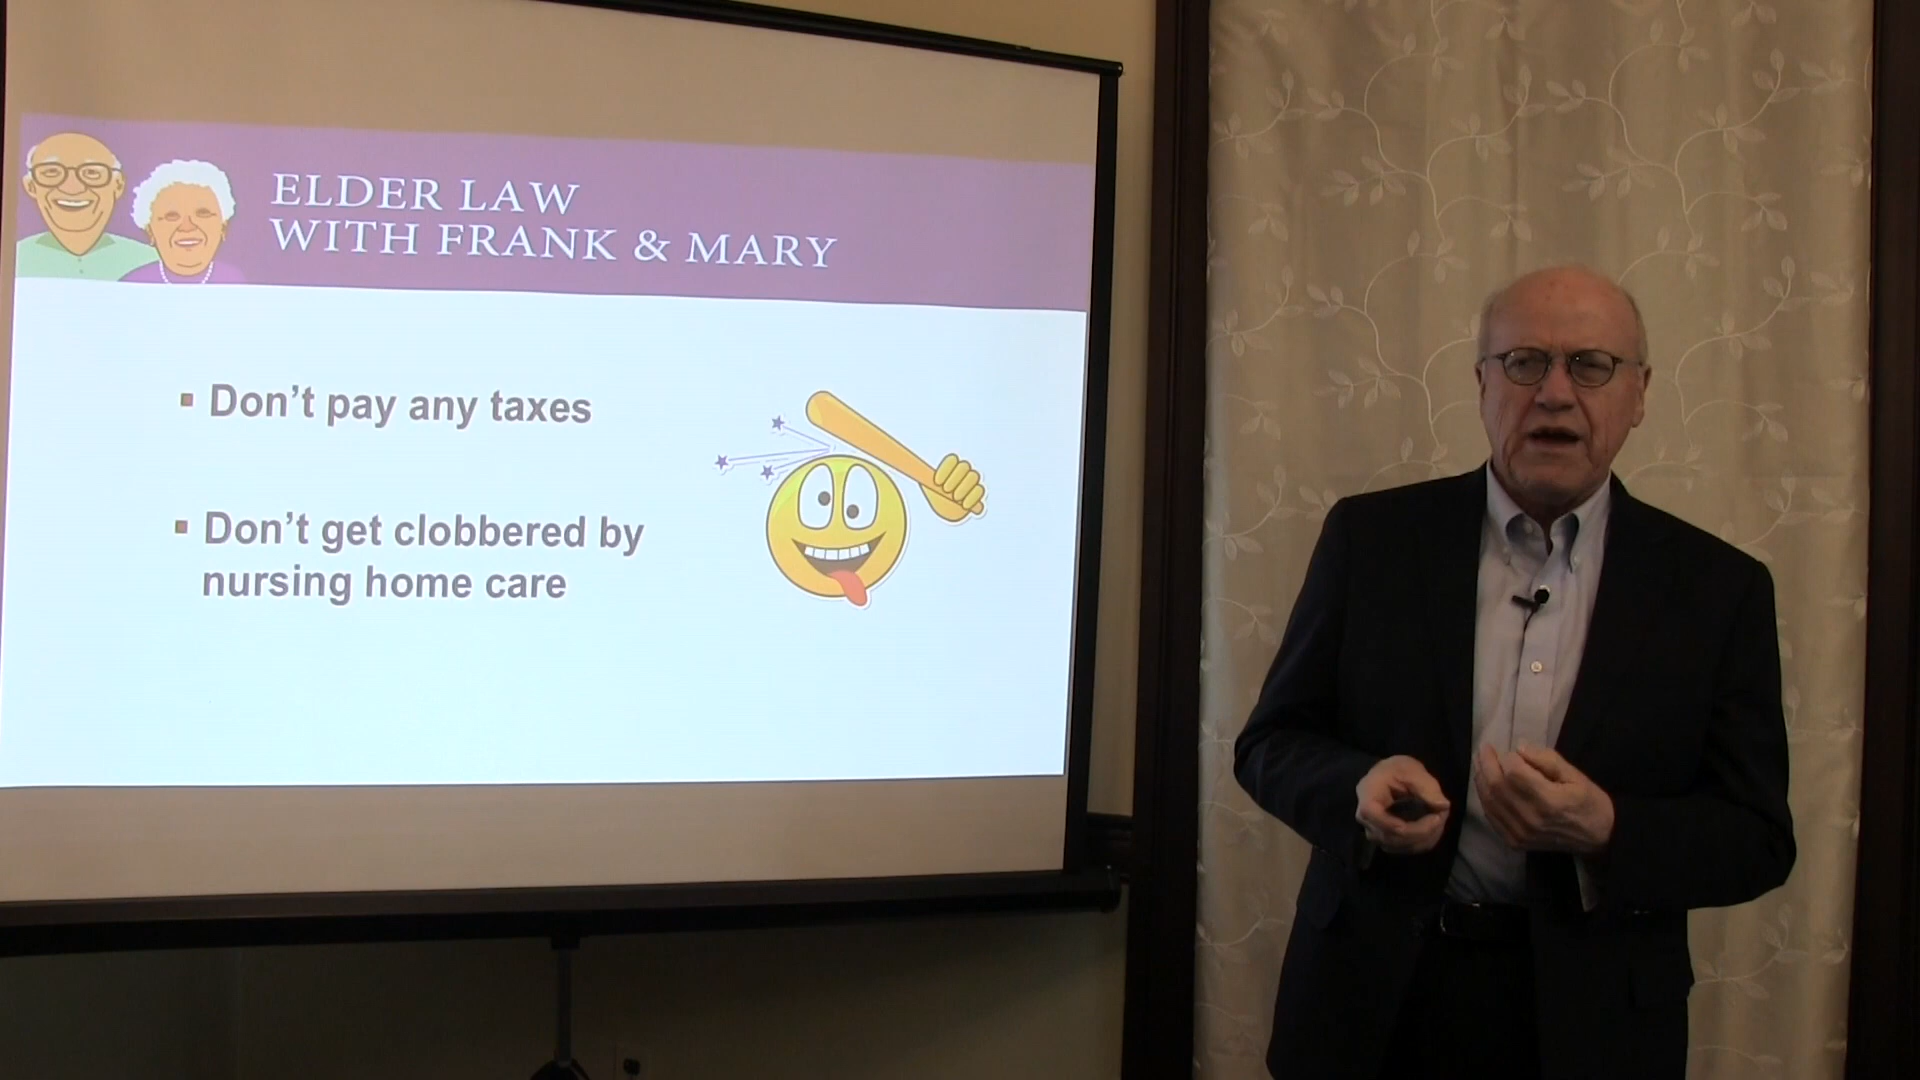 ELDER LAW
WITH FRANK & MARY
▪ Don’t pay any taxes
▪ Don’t get clobbered by
nursing home care